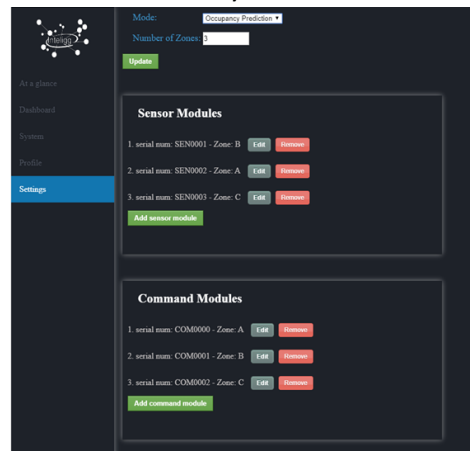 inteligg
Mode: Occupancy Prediction
Number of Zones: 3
Update
At a glance
Dashboard
System
Profile
Settings
Sensor Modules
1. serial num: SEN0001 - Zone: B Edit Remove
2. serial num: SEN0002 - Zone: A Edit Remove
3. serial num: SEN0003 - Zone: C Edit Remove
Add sensor module
Command Modules
1. serial num: COM0000 - Zone: A Edit Remove
2. serial num: COM0001 - Zone: B Edit Remove
3. serial num: COM0002 - Zone: C Edit Remove
Add command module